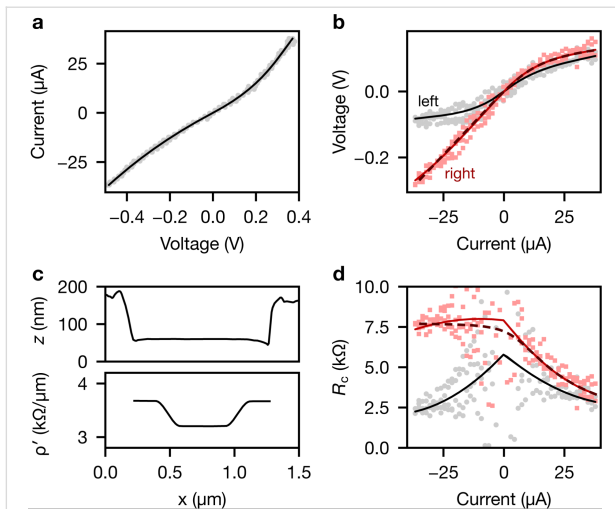 a
Current (μA)
25
0
−25
−0.4
−0.2
0.0
0.2
0.4
Voltage (V)
b
Voltage (V)
0.0
−0.2
left
right
−25
0
25
Current (μA)
c
z (nm)
200
100
0
ρ′ (kΩ/μm)
4
3
0.0
0.5
1.0
1.5
x (μm)
d
Rc (kΩ)
10.0
7.5
5.0
2.5
0.0
−25
0
25
Current (μA)